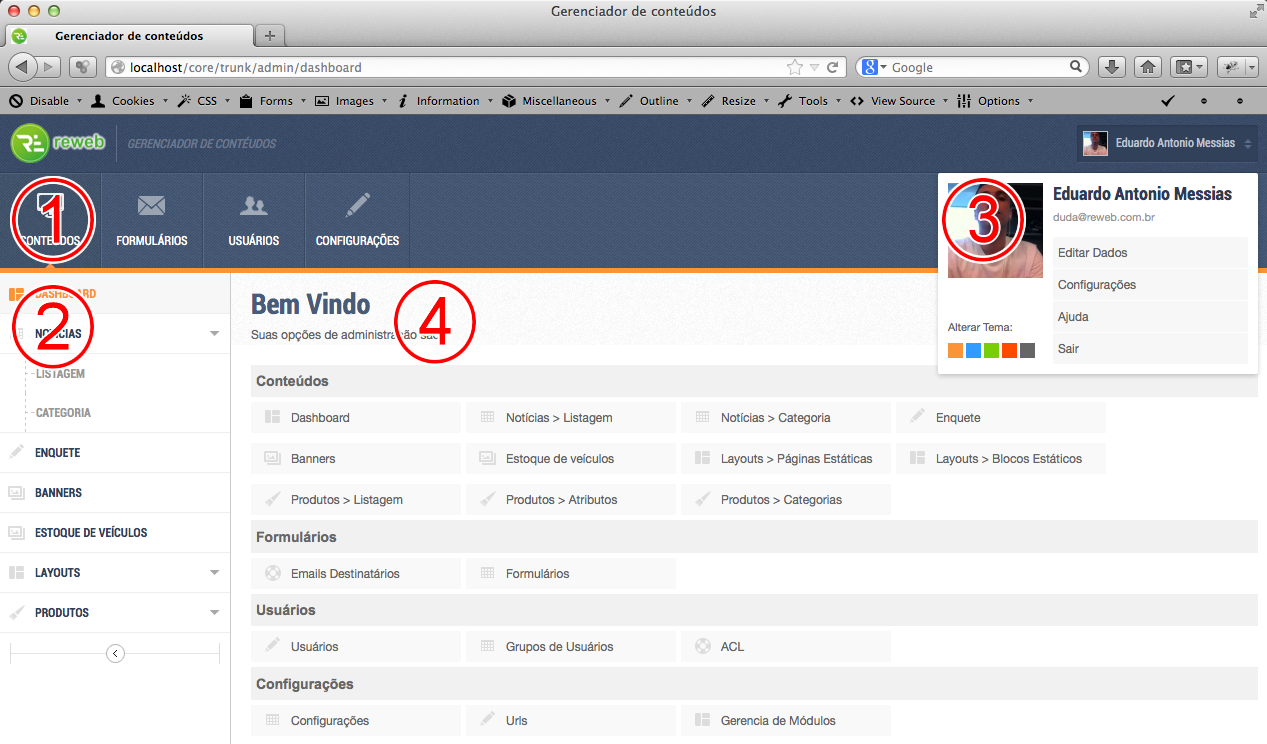 Gerenciador de conteúdos
Gerenciador de conteúdos
localhost/core/trunk/admin/dashboard
Google
Disable Cookies CSS Forms Images Information Miscellaneous Outline Resize Tools View Source Options
reweb
GERENCIADOR DE CONTÉUDOS
Eduardo Antonio Messias
1
CONTEÚDOS
FORMULÁRIOS
USUÁRIOS
CONFIGURAÇÕES
3
Eduardo Antonio Messias
duda@reweb.com.br
Editar Dados
Configurações
Ajuda
Sair
Alterar Tema:
2
DASHBOARD
NOTÍCIAS
LISTAGEM
CATEGORIA
ENQUETE
BANNERS
ESTOQUE DE VEÍCULOS
LAYOUTS
PRODUTOS
4
Bem Vindo
Suas opções de administração são:
Conteúdos
Dashboard
Notícias > Listagem
Notícias > Categoria
Enquete
Banners
Estoque de veículos
Layouts > Páginas Estáticas
Layouts > Blocos Estáticos
Produtos > Listagem
Produtos > Atributos
Produtos > Categorias
Formulários
Emails Destinatários
Formulários
Usuários
Usuários
Grupos de Usuários
ACL
Configurações
Configurações
Urls
Gerencia de Módulos